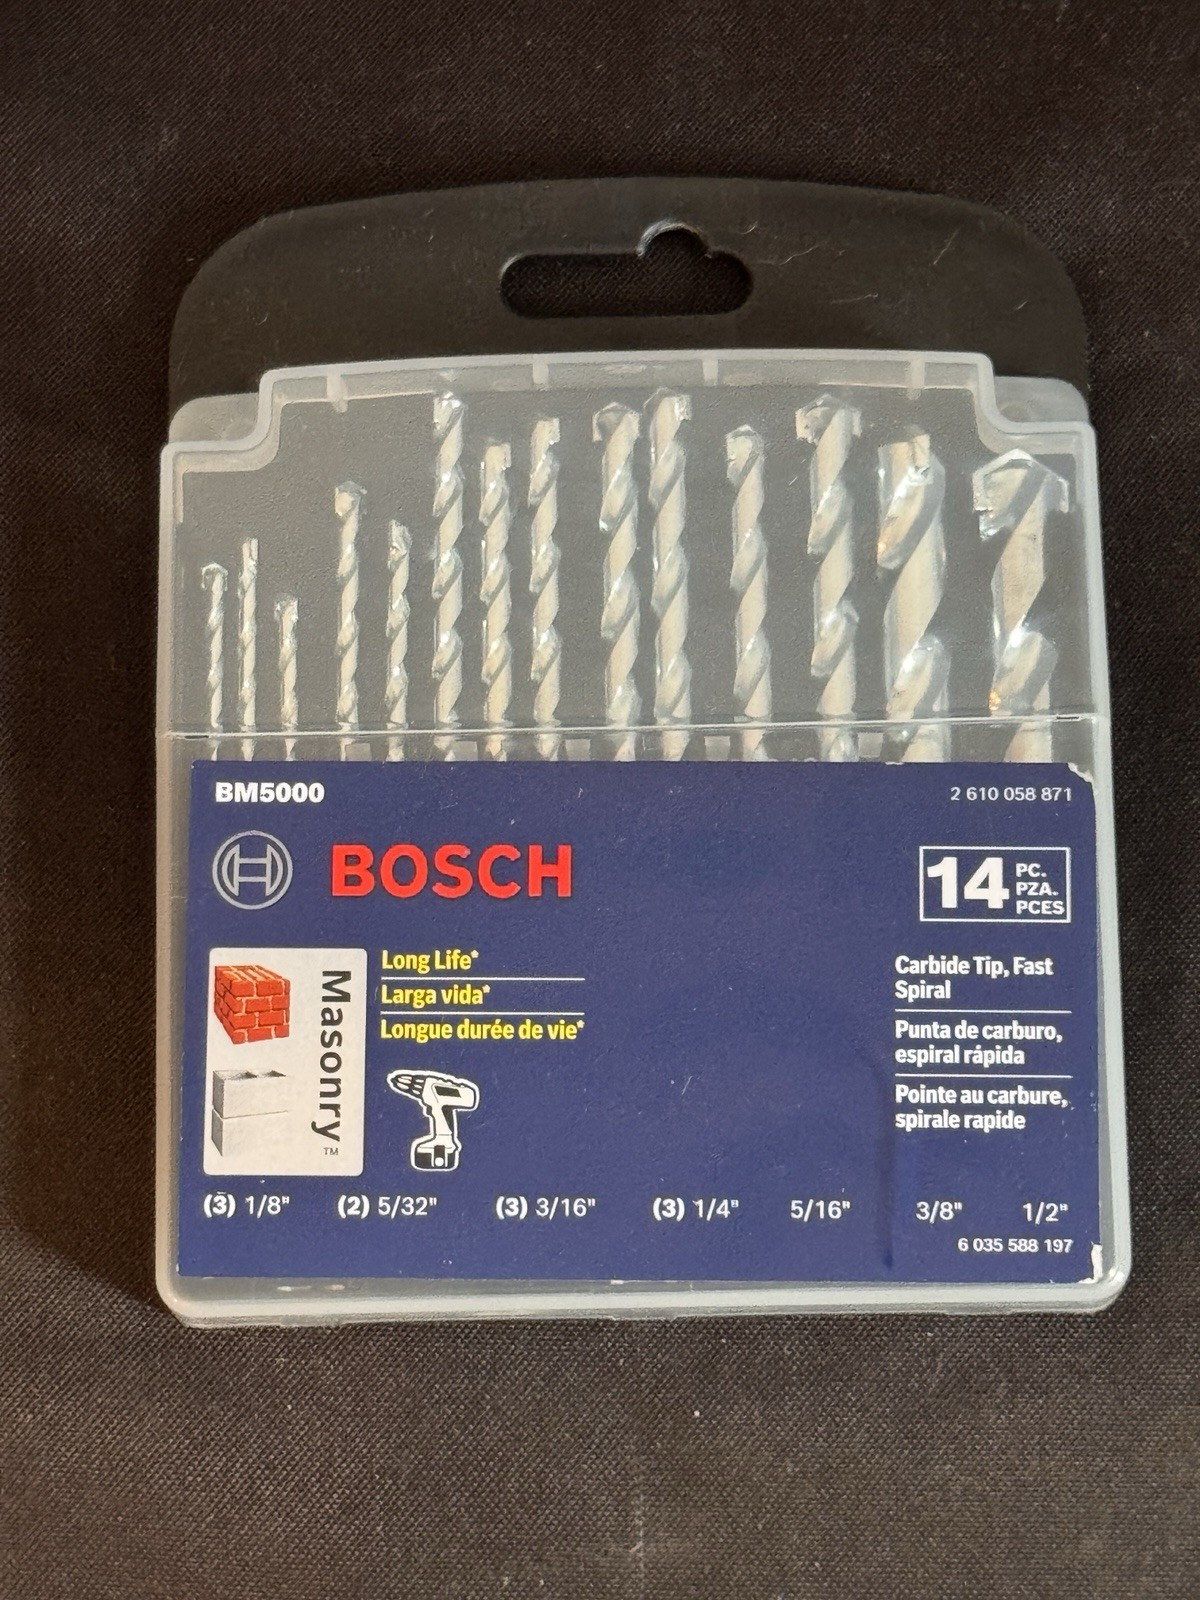 BM5000
2 610 058 871
BOSCH
14 PC.
PZA.
PCES
Masonry™
Long Life*
Larga vida*
Longue durée de vie*
Carbide Tip, Fast
Spiral
Punta de carburo,
espiral rápida
Pointe au carbure,
spirale rapide
(3) 1/8" (2) 5/32" (3) 3/16" (3) 1/4" 5/16" 3/8" 1/2"
6 035 588 197